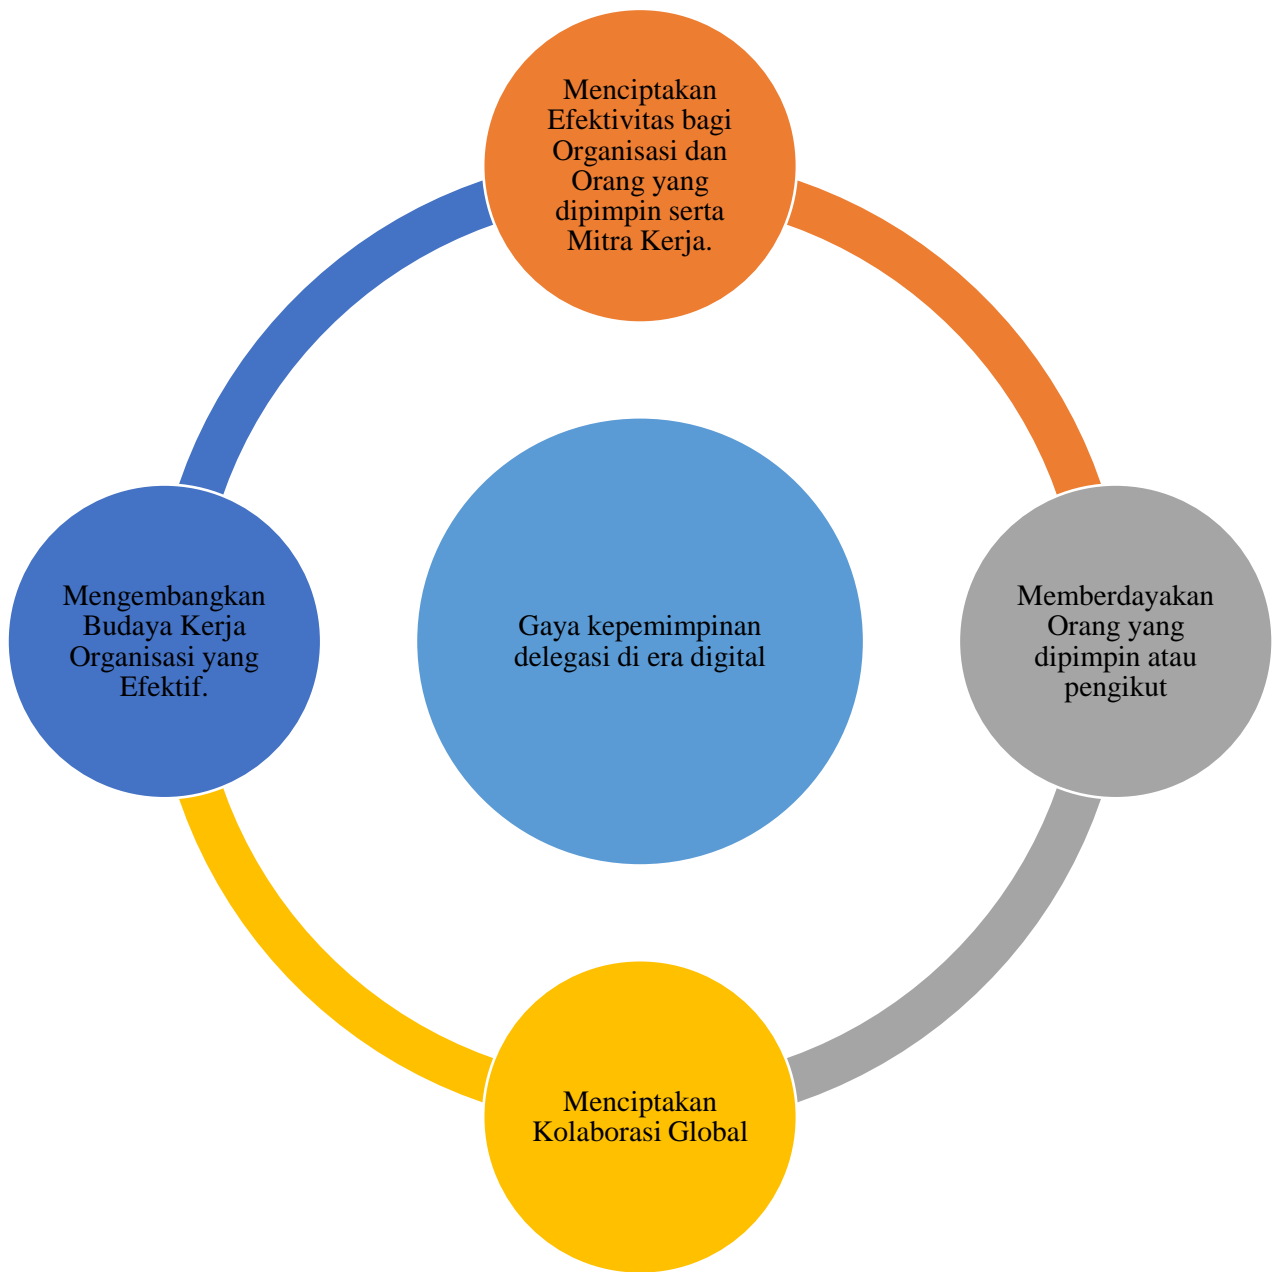 Menciptakan
Efektivitas bagi
Organisasi dan
Orang yang
dipimpin serta
Mitra Kerja.
Mengembangkan
Budaya Kerja
Organisasi yang
Efektif.
Gaya kepemimpinan
delegasi di era digital
Memberdayakan
Orang yang
dipimpin atau
pengikut
Menciptakan
Kolaborasi Global